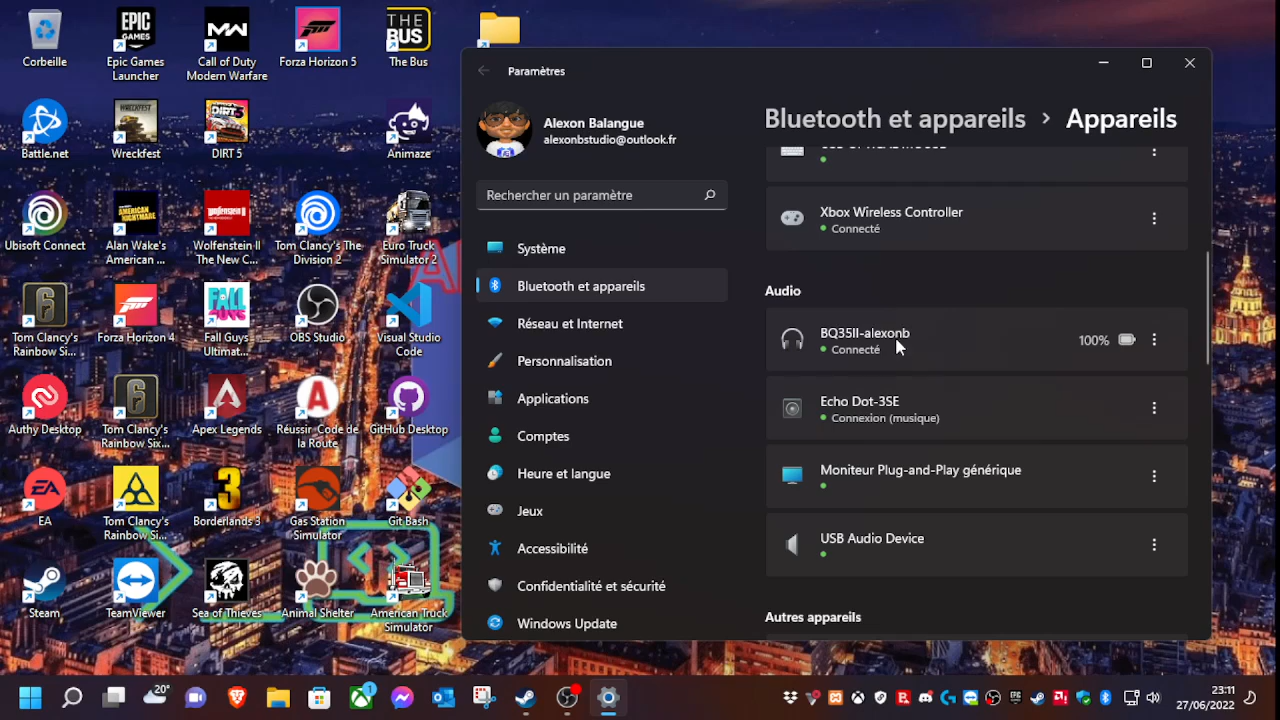 Corbeille
Epic Games
Launcher
Call of Duty
Modern Warfare
Forza Horizon 5
The Bus
EPIC
GAMES
MW
THE
BUS
Battle.net
Wreckfest
DIRT 5
Animaze
Ubisoft Connect
Alan Wake's
American ...
Wolfenstein II
The New C...
Tom Clancy's The
Division 2
Euro Truck
Simulator 2
Tom Clancy's
Rainbow Si...
Forza Horizon 4
Fall Guys -
Ultimat...
OBS Studio
Visual Studio
Code
Authy Desktop
Tom Clancy's
Rainbow Six...
Apex Legends
Réussir -Code de
la Route
GitHub Desktop
EA
Tom Clancy's
Rainbow Six...
Borderlands 3
Gas Station
Simulator
Git Bash
Steam
TeamViewer
Sea of Thieves
Animal Shelter
American Truck
Simulator
Paramètres
Alexon Balangue
alexonbstudio@outlook.fr
Rechercher un paramètre
Système
Bluetooth et appareils
Réseau et Internet
Personnalisation
Applications
Comptes
Heure et langue
Jeux
Accessibilité
Confidentialité et sécurité
Windows Update
Bluetooth et appareils > Appareils
Xbox Wireless Controller
Connecté
Audio
BQ35II-alexonb
Connecté
100%
Echo Dot-3SE
Connexion (musique)
Moniteur Plug-and-Play générique
USB Audio Device
Autres appareils
20°
1
23:11
27/06/2022